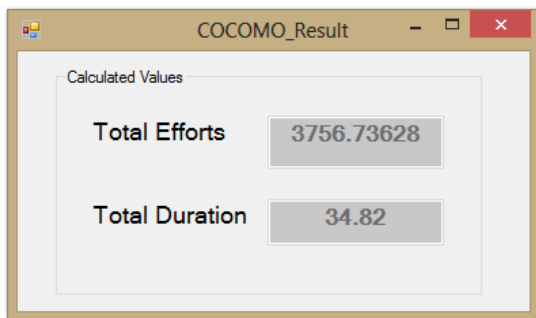 COCOMO_Result
Calculated Values
Total Efforts 3756.73628
Total Duration 34.82